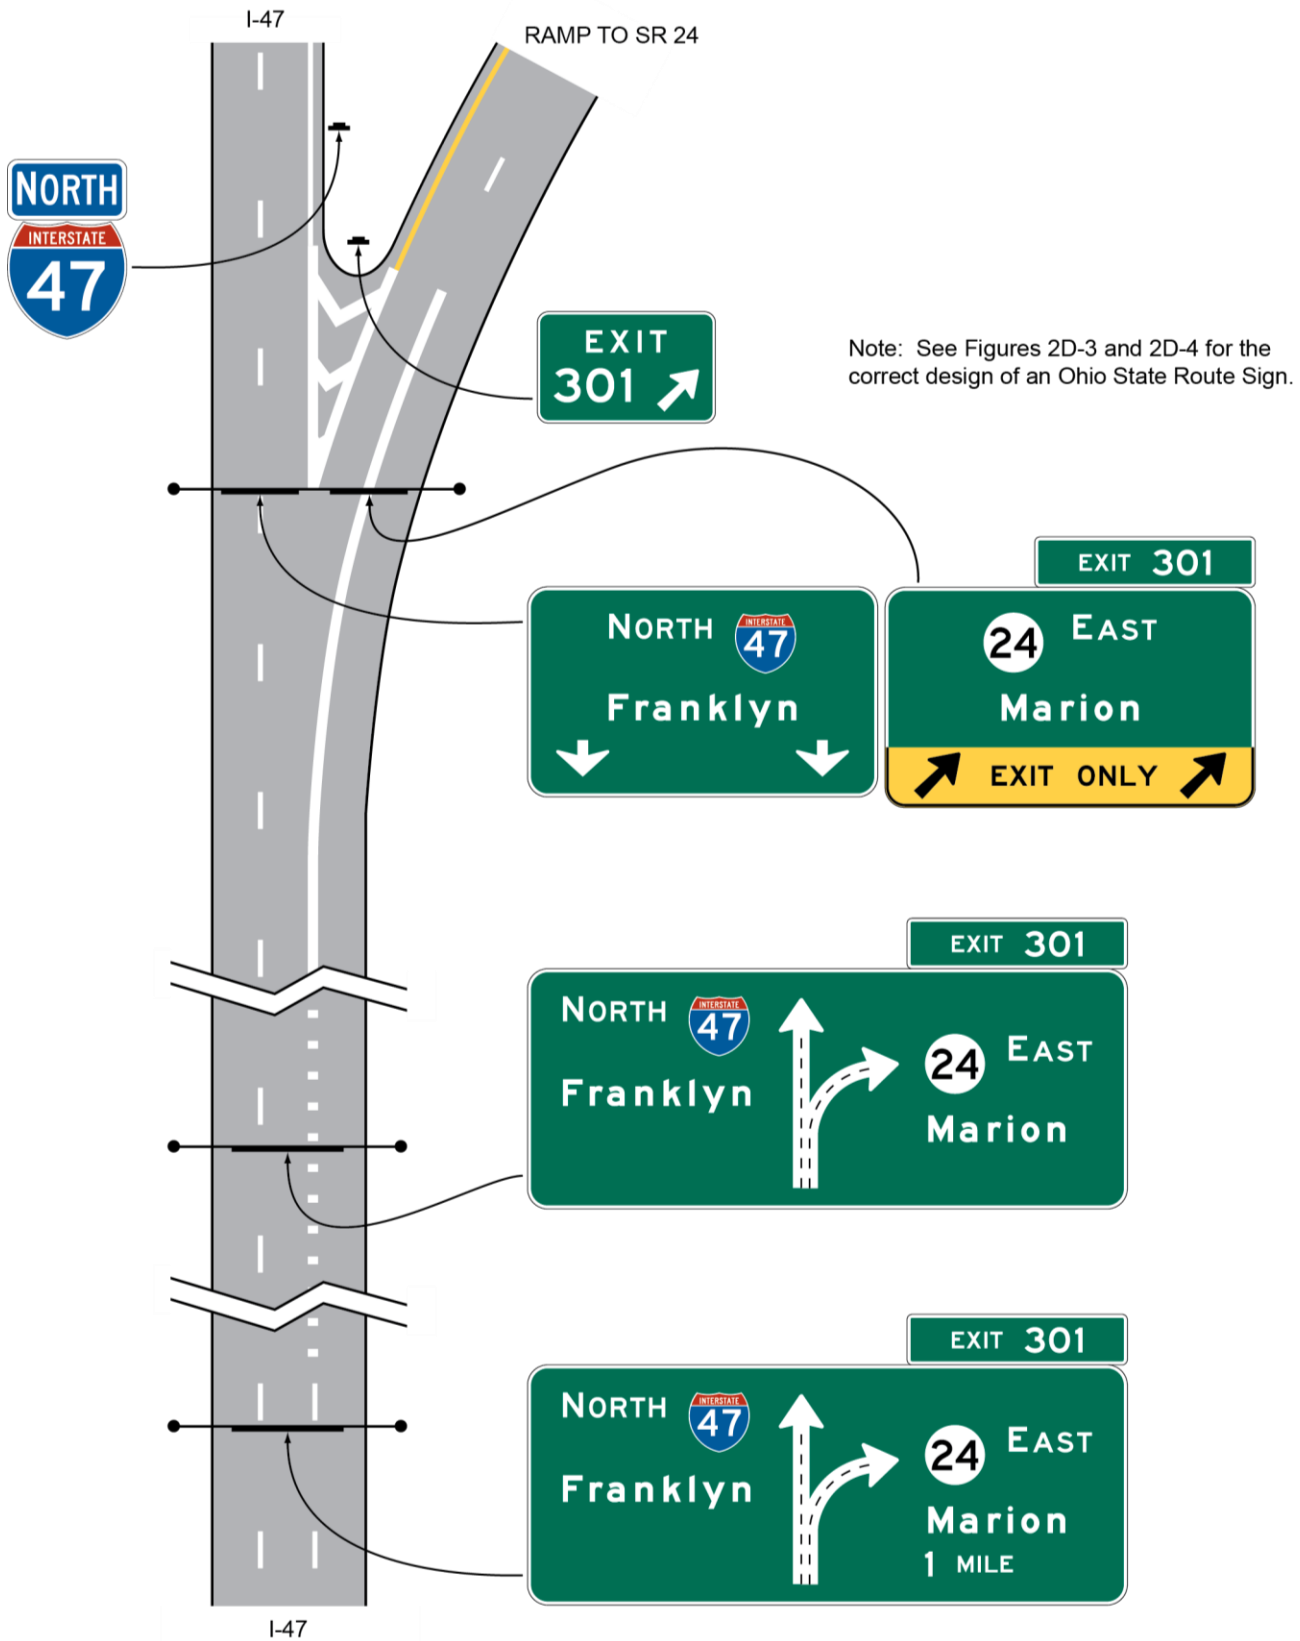 I-47
RAMP TO SR 24
NORTH
INTERSTATE
47
EXIT
301
Note: See Figures 2D-3 and 2D-4 for the
correct design of an Ohio State Route Sign.
EXIT 301
NORTH INTERSTATE 47
Franklyn
24 EAST
Marion
EXIT ONLY
EXIT 301
NORTH INTERSTATE 47
Franklyn
24 EAST
Marion
EXIT 301
NORTH INTERSTATE 47
Franklyn
24 EAST
Marion
1 MILE
I-47